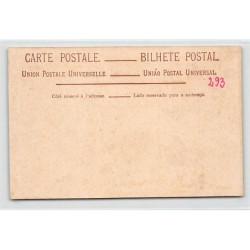 CARTE POSTALE. BILHETE POSTAL
UNION POSTALE UNIVERSELLE UNIÃO POSTAL UNIVERSAL
293
Côté réservé à l'adresse. Lado reservado para o endereço.